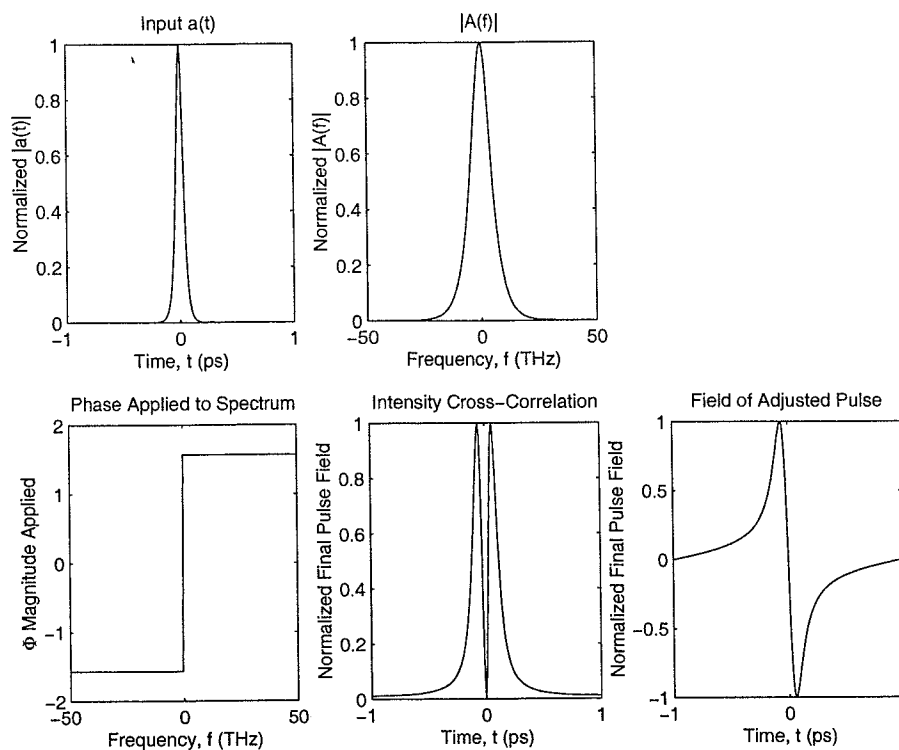 Input a(t)
Normalized |a(t)|
1
0.8
0.6
0.4
0.2
0
-1
0
1
Time, t (ps)
|A(f)|
Normalized |A(f)|
1
0.8
0.6
0.4
0.2
0
-50
0
50
Frequency, f (THz)
Phase Applied to Spectrum
Φ Magnitude Applied
2
1
0
-1
-2
-50
0
50
Frequency, f (THz)
Intensity Cross-Correlation
Normalized Final Pulse Field
1
0.8
0.6
0.4
0.2
0
-1
0
1
Time, t (ps)
Field of Adjusted Pulse
Normalized Final Pulse Field
1
0.5
0
-0.5
-1
-1
0
Time, t (ps)